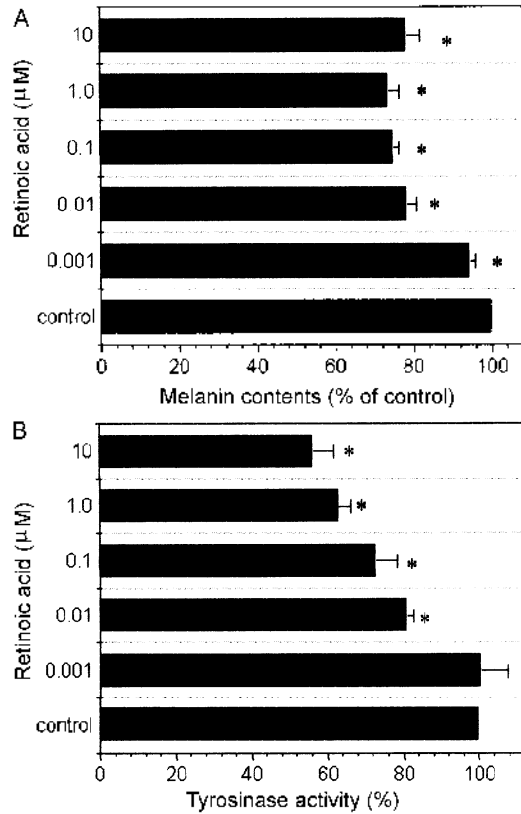 A
Retinoic acid (μM)
10
*
1.0
*
0.1
*
0.01
*
0.001
*
control
0 20 40 60 80 100
Melanin contents (% of control)
B
Retinoic acid (μM)
10
*
1.0
*
0.1
*
0.01
*
0.001
control
0 20 40 60 80 100
Tyrosinase activity (%)